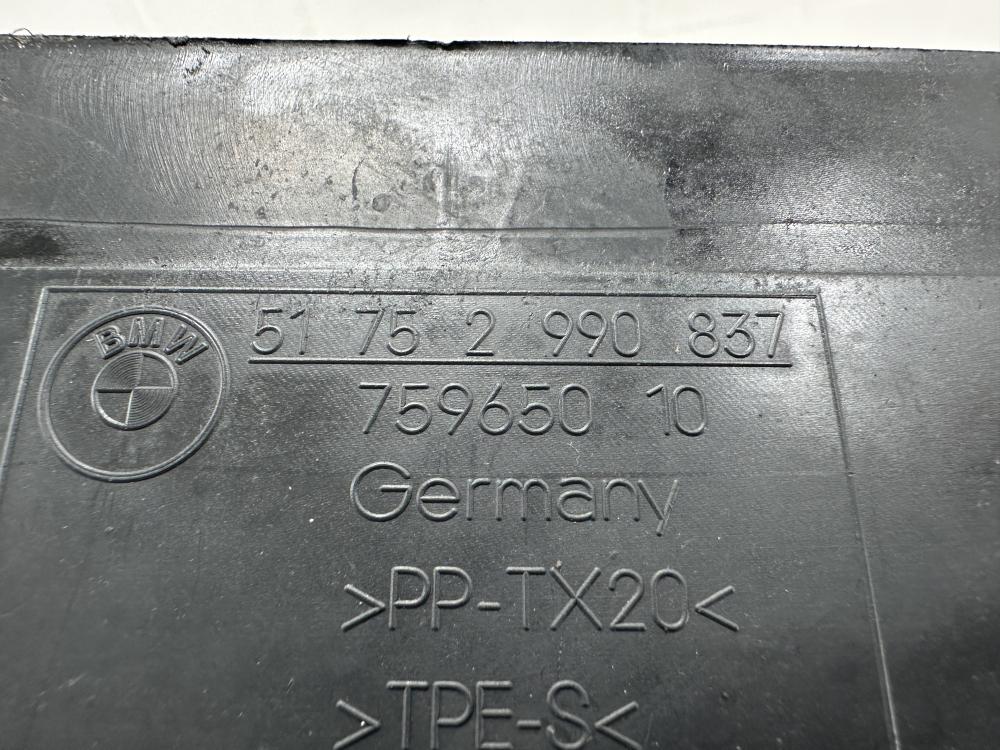 BMW
51 75 2 990 837
759650 10
Germany
>PP-TX20<
>TPE-S<